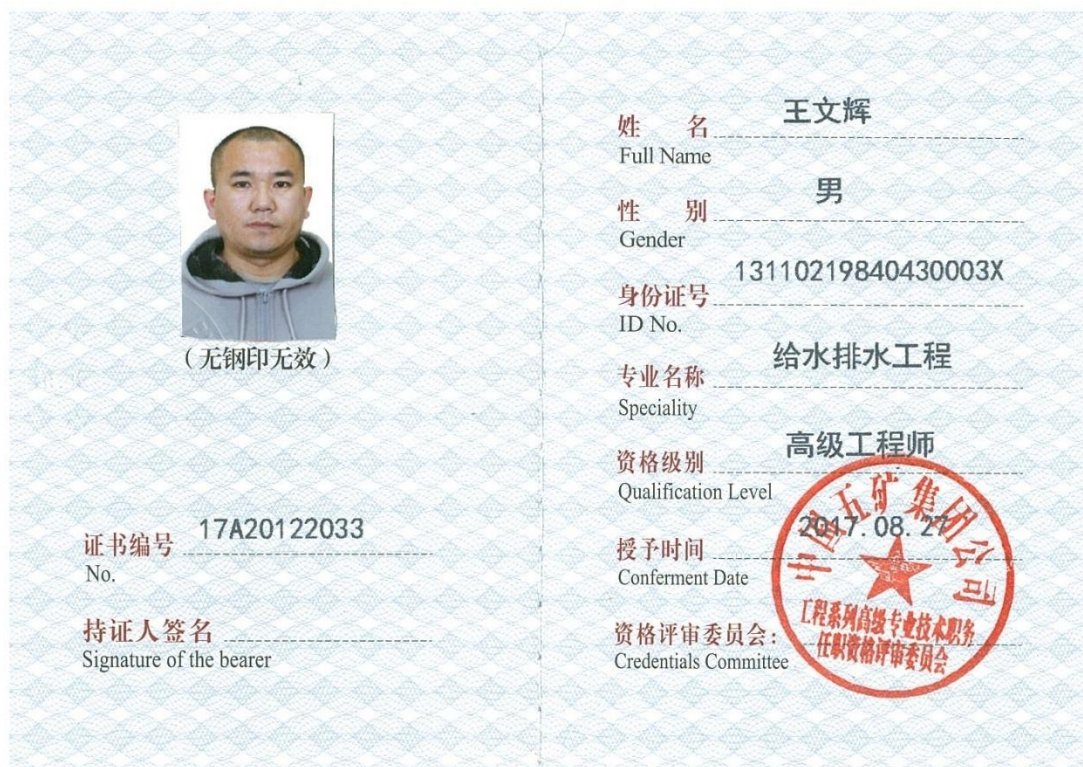 （无钢印无效）
证书编号 17A20122033
No.
持证人签名
Signature of the bearer
姓 名 王文辉
Full Name
性 别 男
Gender
身份证号 13110219840430003X
ID No.
专业名称 给水排水工程
Speciality
资格级别 高级工程师
Qualification Level
授予时间 2017.08.27
Conferment Date
资格评审委员会：
Credentials Committee
中国五矿集团公司
工程系列高级专业技术职务
任职资格评审委员会